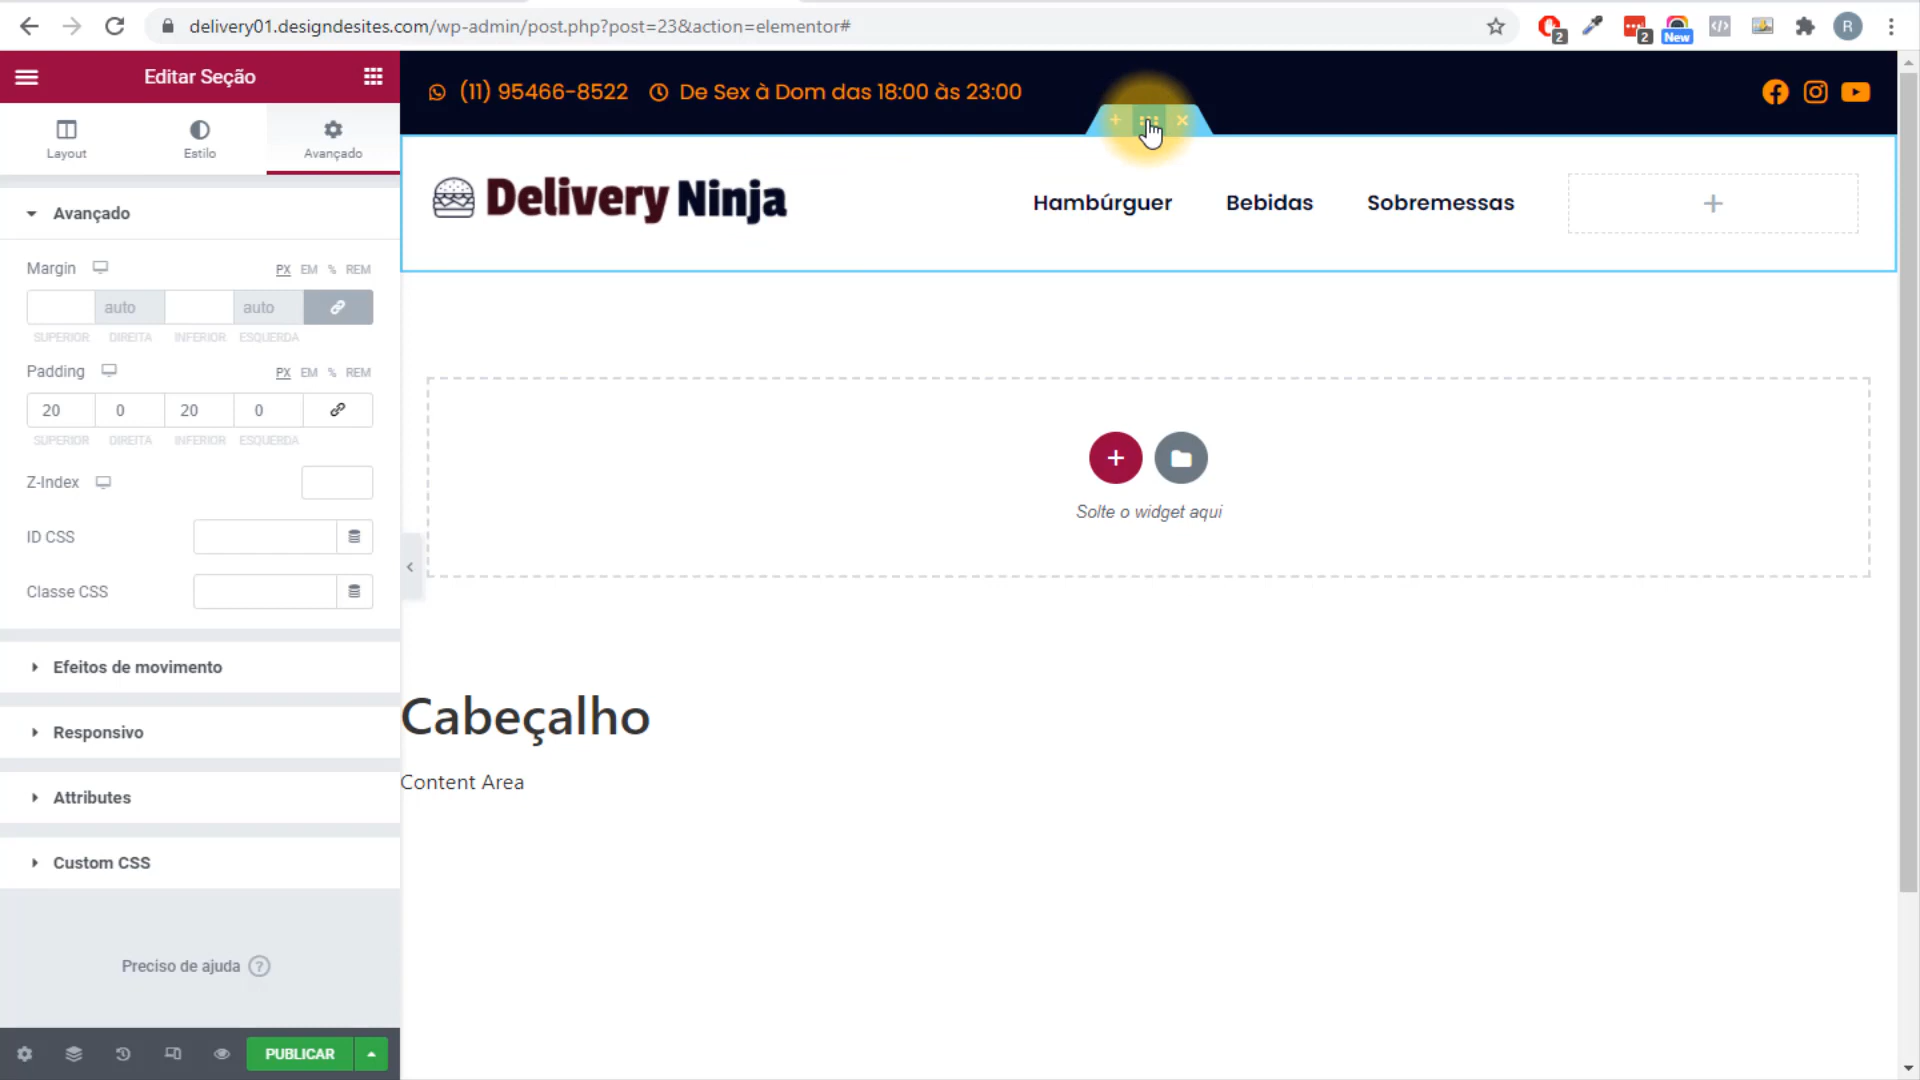 delivery01.designdesites.com/wp-admin/post.php?post=23&action=elementor#
2
2
New
R
Editar Seção
Layout
Estilo
Avançado
Avançado
Margin
PX EM % REM
auto
auto
SUPERIOR DIREITA INFERIOR ESQUERDA
Padding
PX EM % REM
20 0 20 0
SUPERIOR DIREITA INFERIOR ESQUERDA
Z-Index
ID CSS
Classe CSS
Efeitos de movimento
Responsivo
Attributes
Custom CSS
Preciso de ajuda ?
PUBLICAR
(11) 95466-8522
De Sex à Dom das 18:00 às 23:00
Delivery Ninja
Hambúrguer
Bebidas
Sobremessas
Solte o widget aqui
Cabeçalho
Content Area